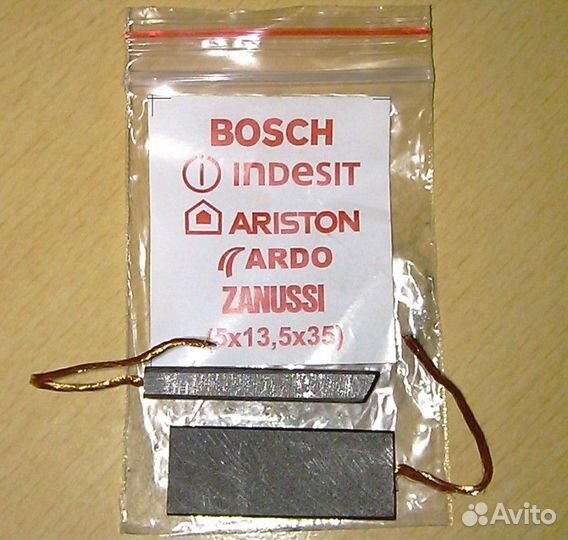 BOSCH
indesit
ARISTON
ARDO
ZANUSSI
(5x13,5x35)
Avito